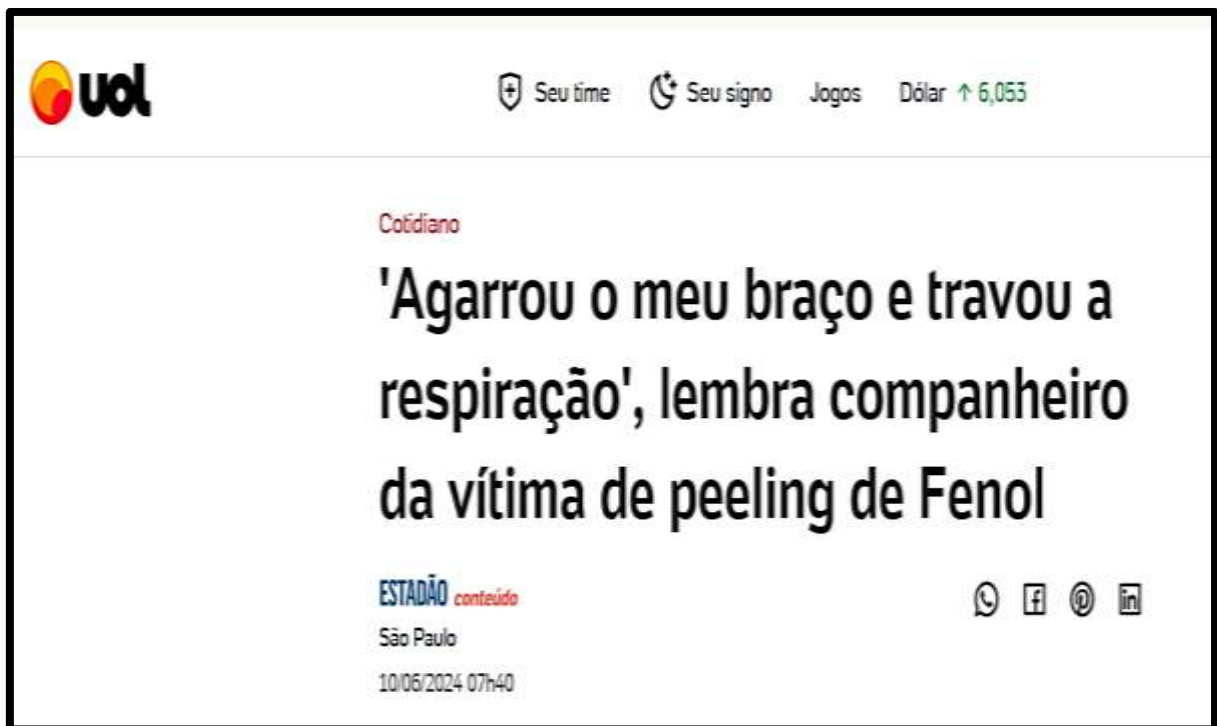 uol
Seu time Seu signo Jogos Dólar ↑ 6,053
Cotidiano
'Agarrou o meu braço e travou a
respiração', lembra companheiro
da vítima de peeling de Fenol
ESTADÃO conteúdo
São Paulo
10/06/2024 07h40